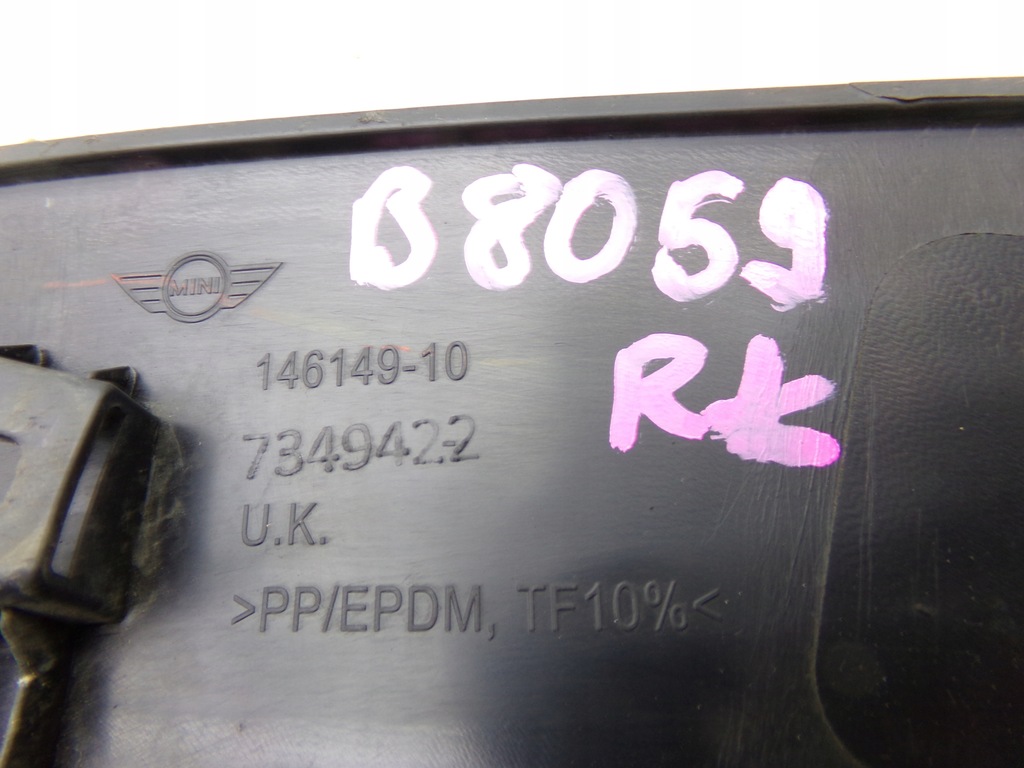 B8059
RK
MINI
146149-10
7349422
U.K.
>PP/EPDM, TF10%<